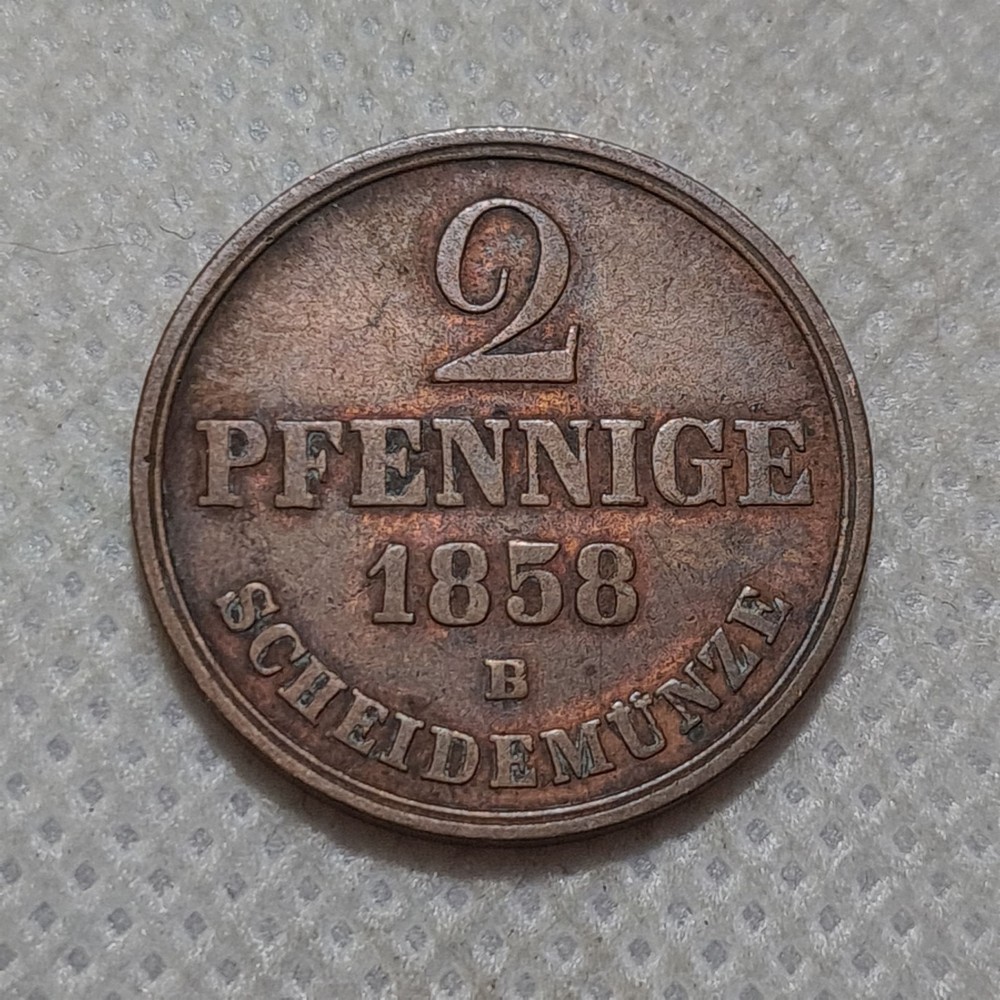 2
PFENNIGE
1858
B
SCHEIDEMÜNZE